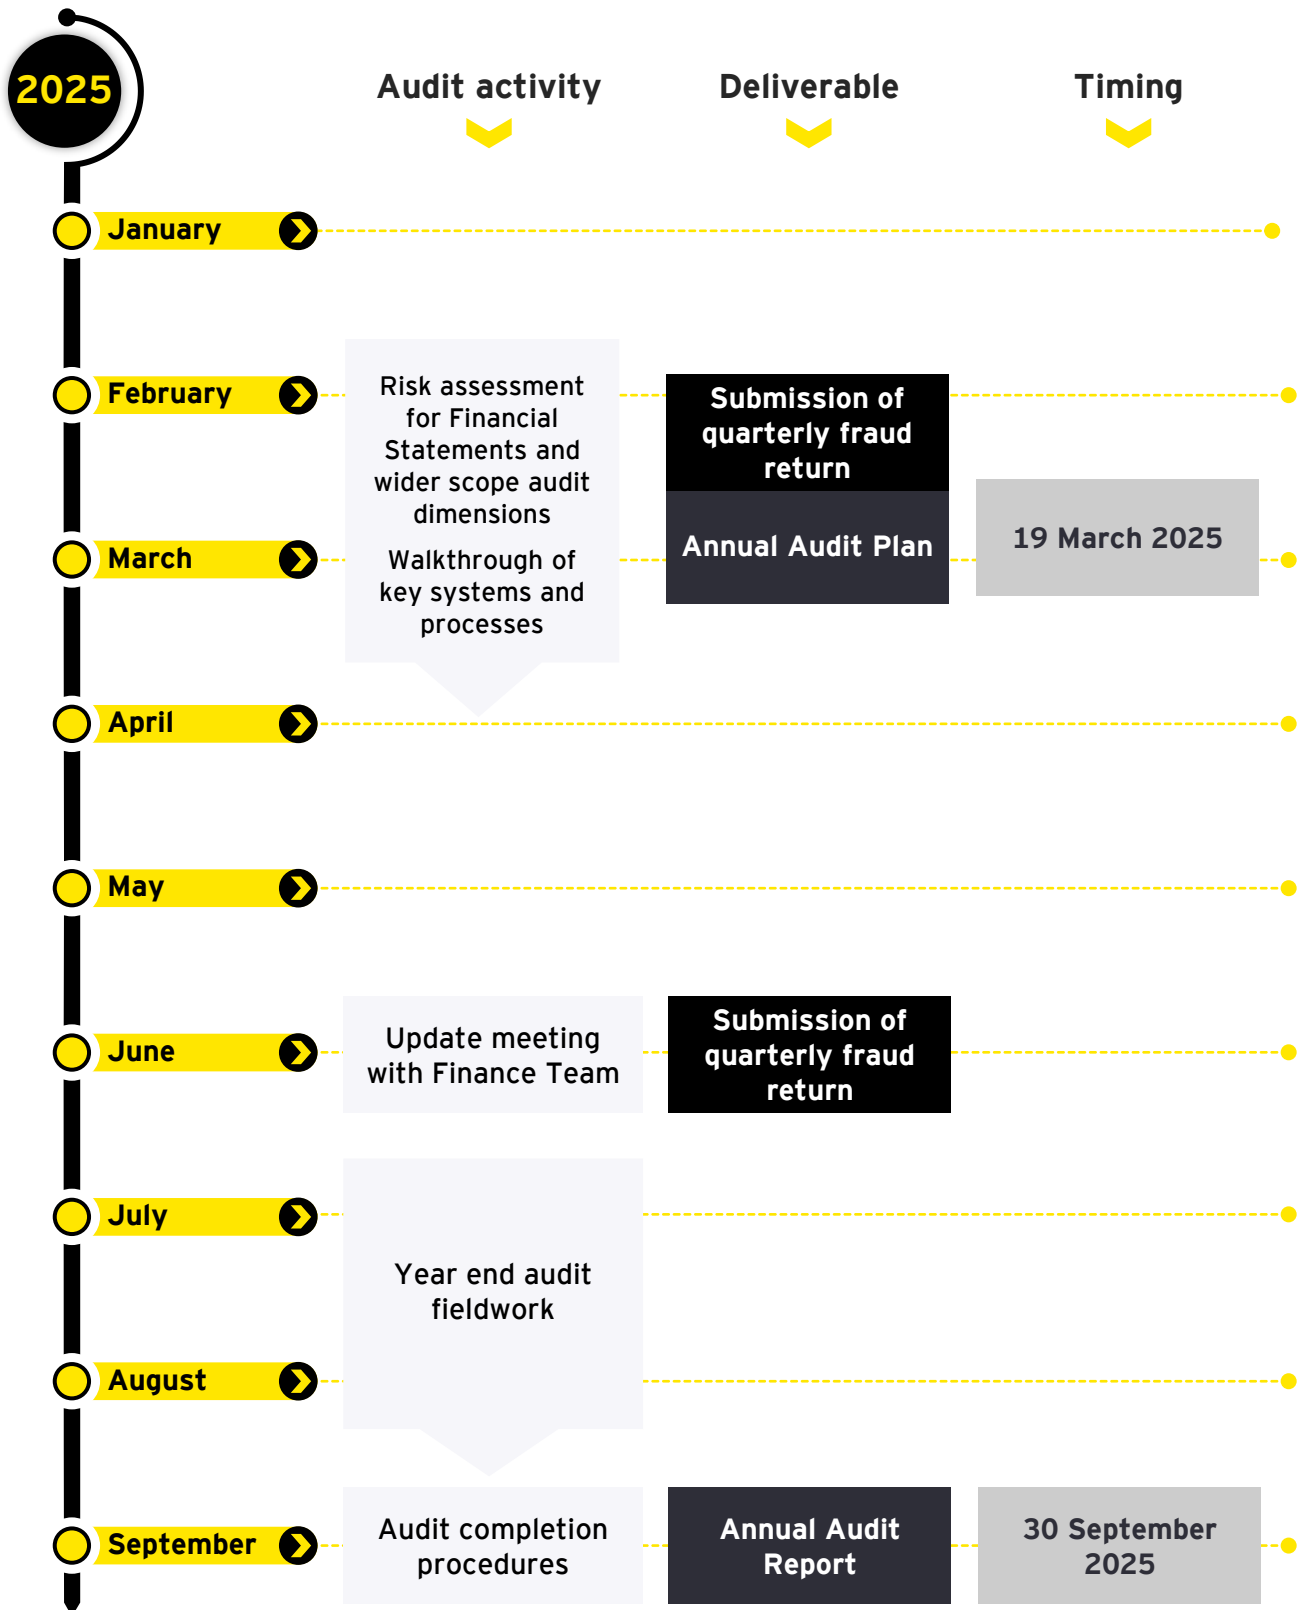 2025
Audit activity
Deliverable
Timing
January
February
Risk assessment
for Financial
Statements and
wider scope audit
dimensions
Walkthrough of
key systems and
processes
Submission of
quarterly fraud
return
March
Annual Audit Plan
19 March 2025
April
May
June
Update meeting
with Finance Team
Submission of
quarterly fraud
return
July
Year end audit
fieldwork
August
September
Audit completion
procedures
Annual Audit
Report
30 September
2025